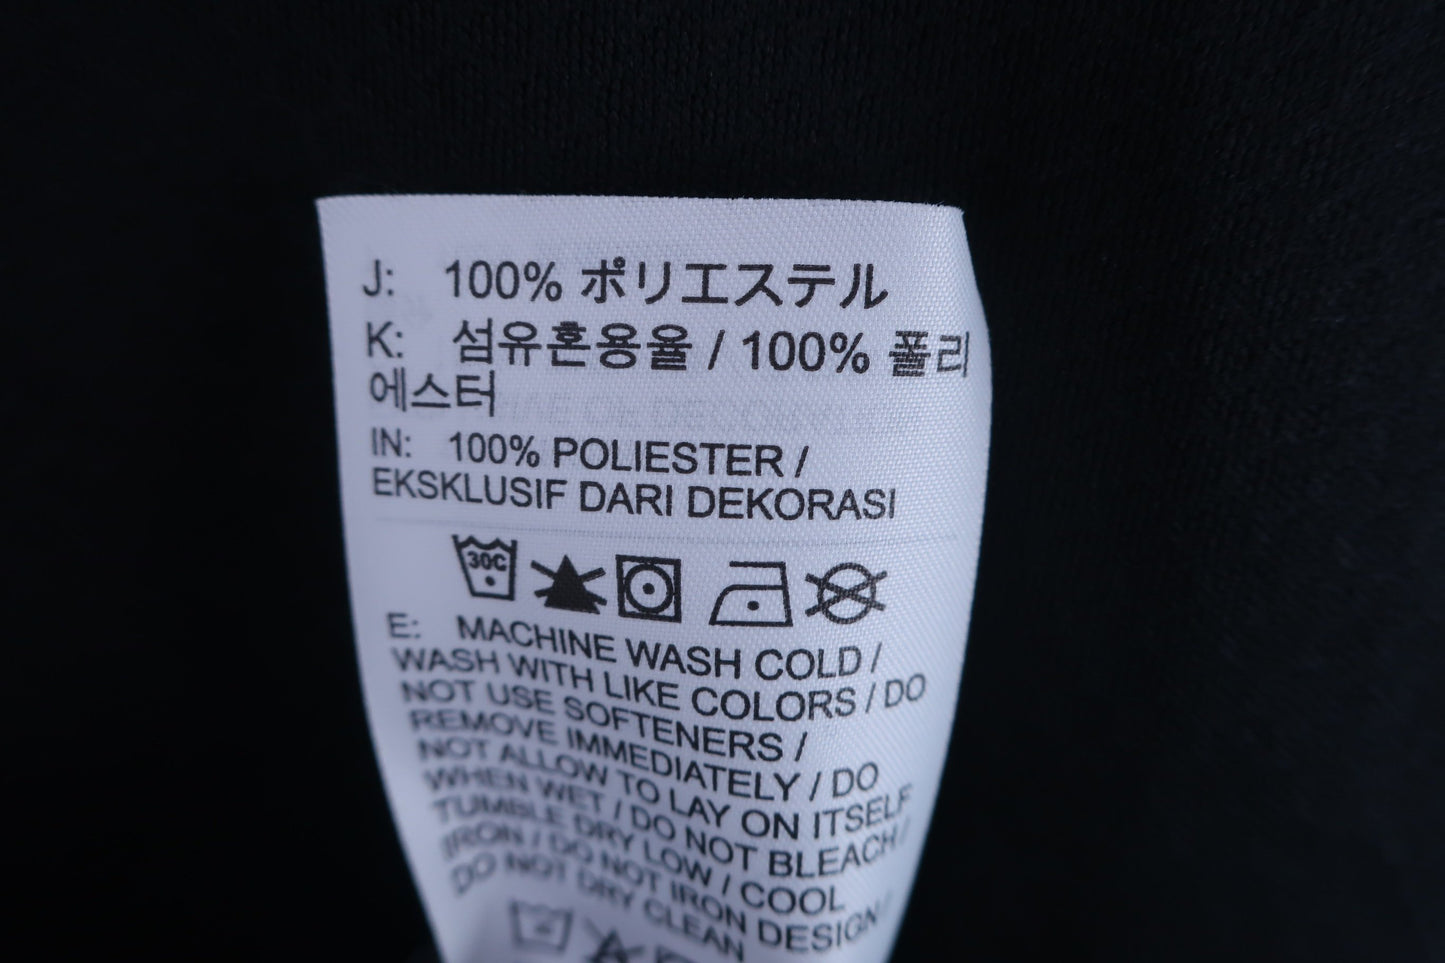 J: 100% ポリエステル
K: 섬유혼용율 / 100% 폴리
에스터
IN: 100% POLIESTER /
EKSKLUSIF DARI DEKORASI
30C
E: MACHINE WASH COLD /
WASH WITH LIKE COLORS / DO
NOT USE SOFTENERS /
REMOVE IMMEDIATELY / DO
NOT ALLOW TO LAY ON ITSELF
WHEN WET / DO NOT BLEACH /
TUMBLE DRY LOW / COOL
IRON / DO NOT IRON DESIGN /
DO NOT DRY CLEAN